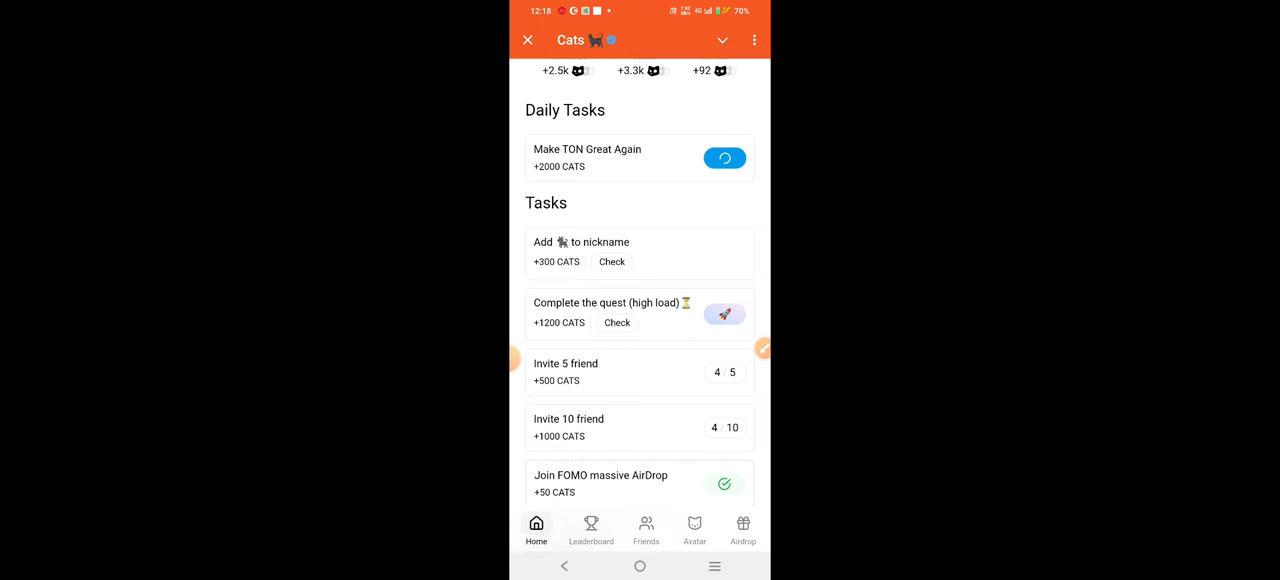 12:18
4G
70%
Cats
+2.5k
+3.3k
+92
Daily Tasks
Make TON Great Again
+2000 CATS
Tasks
Add 🐈‍⬛ to nickname
+300 CATS Check
Complete the quest (high load)⏳
+1200 CATS Check
Invite 5 friend
+500 CATS
4 / 5
Invite 10 friend
+1000 CATS
4 / 10
Join FOMO massive AirDrop
+50 CATS
Home Leaderboard Friends Avatar Airdrop